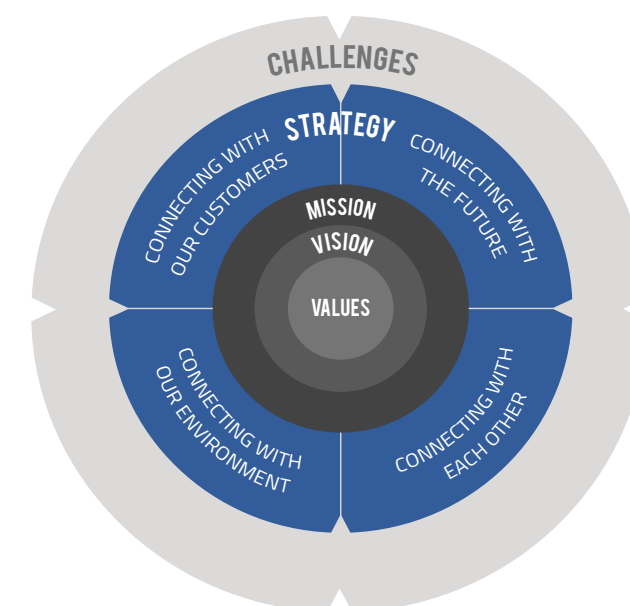 CHALLENGES
STRATEGY
CONNECTING WITH
OUR CUSTOMERS
CONNECTING WITH
THE FUTURE
MISSION
VISION
VALUES
CONNECTING WITH
OUR ENVIRONMENT
CONNECTING WITH
EACH OTHER